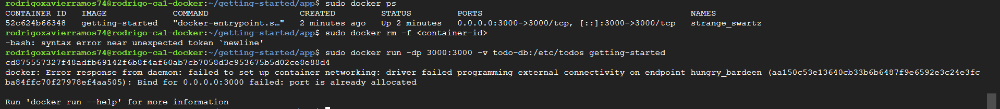 rodrigoxavierramos74@rodrigo-ca1-docker:~/getting-started/app$ sudo docker ps
CONTAINER ID   IMAGE             COMMAND                  CREATED         STATUS         PORTS                                         NAMES
52c624b66348   getting-started   "docker-entrypoint.s…"   2 minutes ago   Up 2 minutes   0.0.0.0:3000->3000/tcp, [::]:3000->3000/tcp   strange_swartz
rodrigoxavierramos74@rodrigo-ca1-docker:~/getting-started/app$ sudo docker rm -f <container-id>
-bash: syntax error near unexpected token `newline'
rodrigoxavierramos74@rodrigo-ca1-docker:~/getting-started/app$ sudo docker run -dp 3000:3000 -v todo-db:/etc/todos getting-started
cd875557327f48adfb69142f6b8f4af60ab7cb7058d3c953675b5d02ce8e88d4
docker: Error response from daemon: failed to set up container networking: driver failed programming external connectivity on endpoint hungry_bardeen (aa150c53e13640cb33b6b6487f9e6592e3c24e3fc
ba84ffc70f27978ef4aa505): Bind for 0.0.0.0:3000 failed: port is already allocated
Run 'docker run --help' for more information